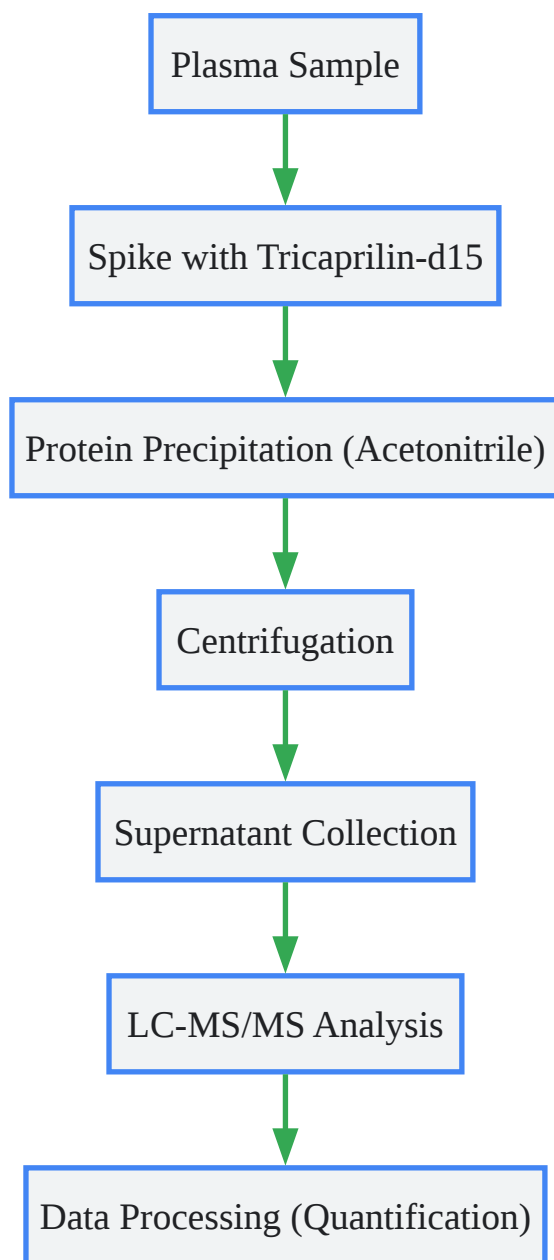 Plasma Sample
Spike with Tricaprilin-d15
Protein Precipitation (Acetonitrile)
Centrifugation
Supernatant Collection
LC-MS/MS Analysis
Data Processing (Quantification)